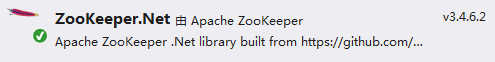 ZooKeeper.Net 由 Apache ZooKeeper v3.4.6.2
Apache ZooKeeper .Net library built from https://github.com/...